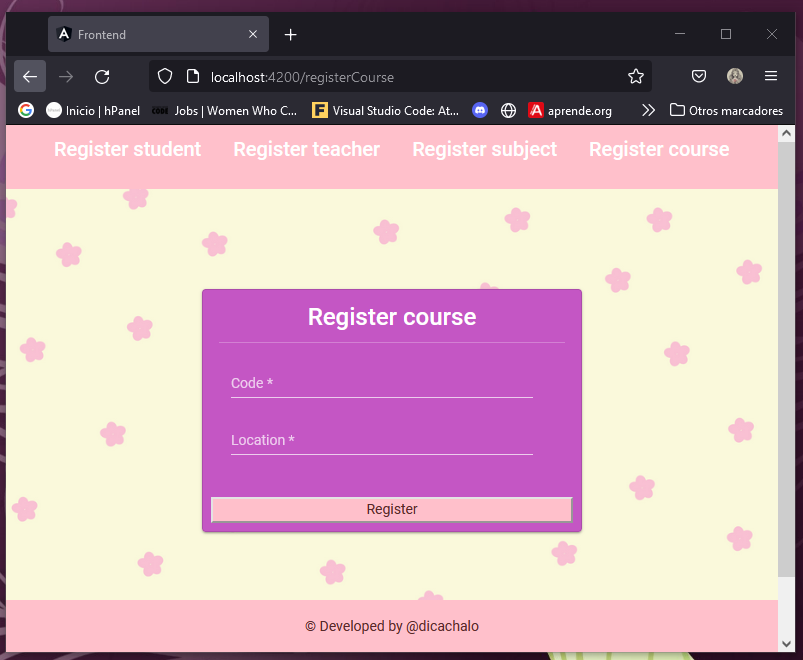 Frontend
localhost:4200/registerCourse
Inicio | hPanel
Jobs | Women Who C...
Visual Studio Code: At...
aprende.org
Otros marcadores
Register student
Register teacher
Register subject
Register course
Register course
Code *
Location *
Register
© Developed by @dicachalo